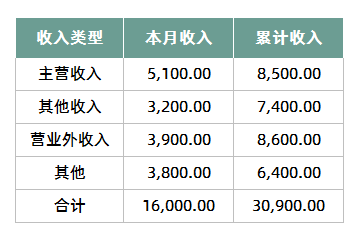 收入类型 本月收入 累计收入
主营收入 5,100.00 8,500.00
其他收入 3,200.00 7,400.00
营业外收入 3,900.00 8,600.00
其他 3,800.00 6,400.00
合计 16,000.00 30,900.00